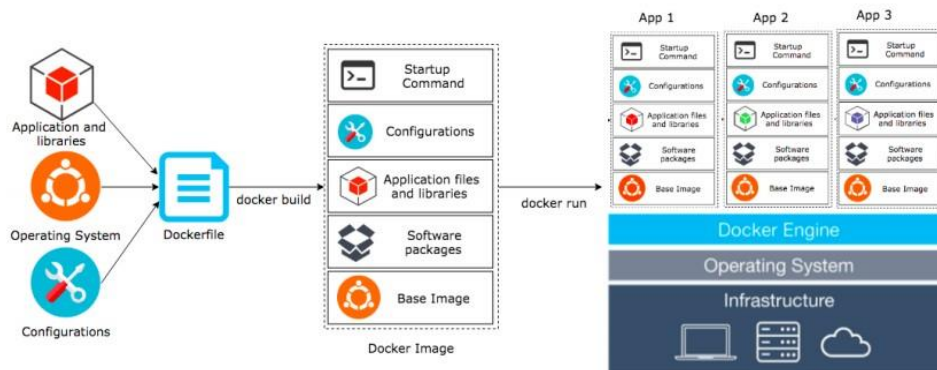 Application and
libraries
Operating System
Configurations
Dockerfile
docker build
Startup
Command
Configurations
Application files
and libraries
Software
packages
Base Image
Docker Image
docker run
App 1
Startup
Command
Configurations
Application files
and libraries
Software
packages
Base Image
App 2
Startup
Command
Configurations
Application files
and libraries
Software
packages
Base Image
App 3
Startup
Command
Configurations
Application files
and libraries
Software
packages
Base Image
Docker Engine
Operating System
Infrastructure